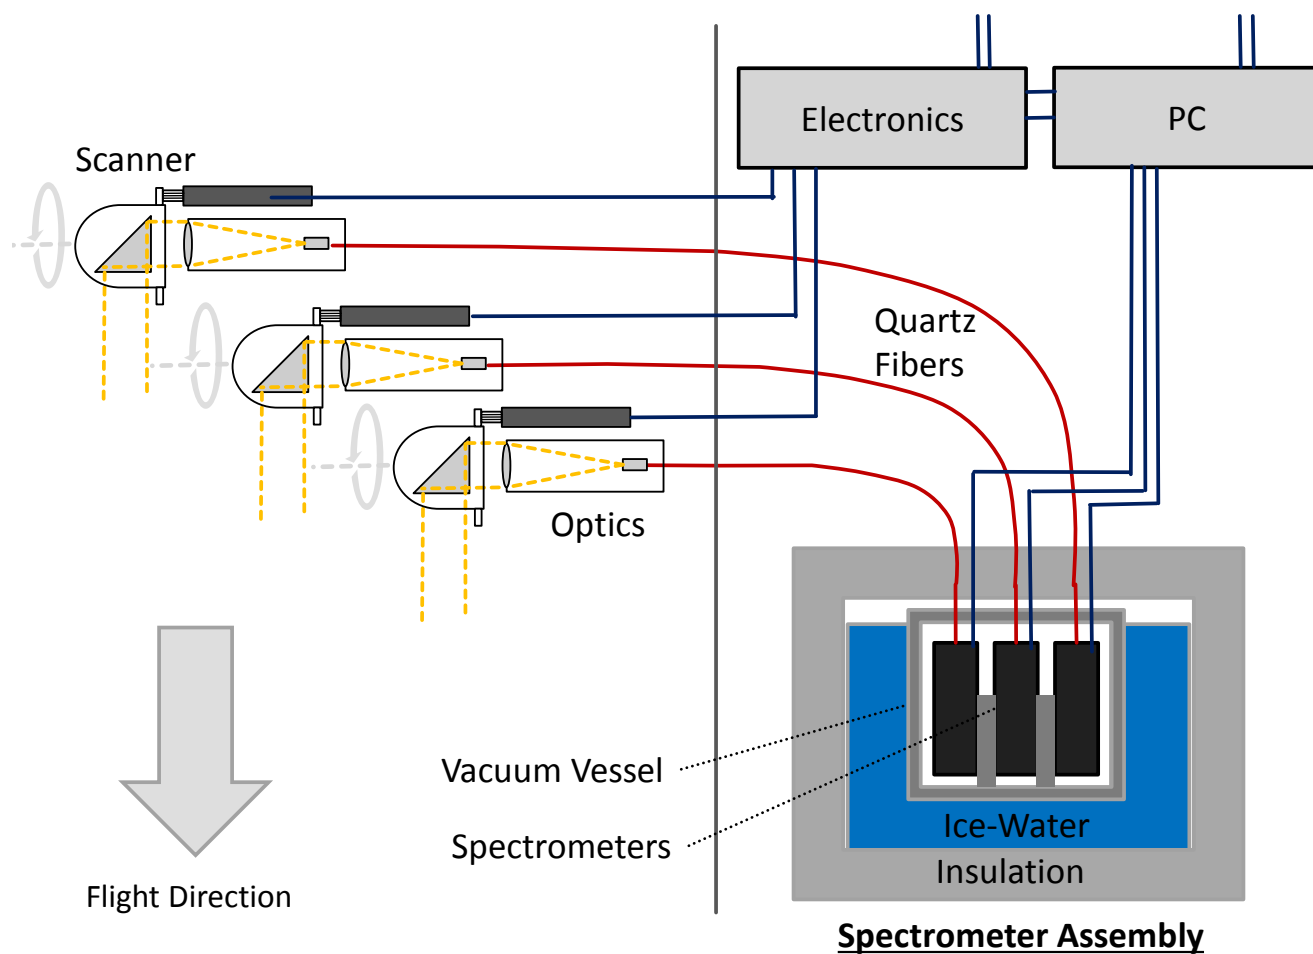 Electronics
PC
Scanner
Quartz
Fibers
Optics
Vacuum Vessel
Spectrometers
Ice-Water
Insulation
Flight Direction
Spectrometer Assembly